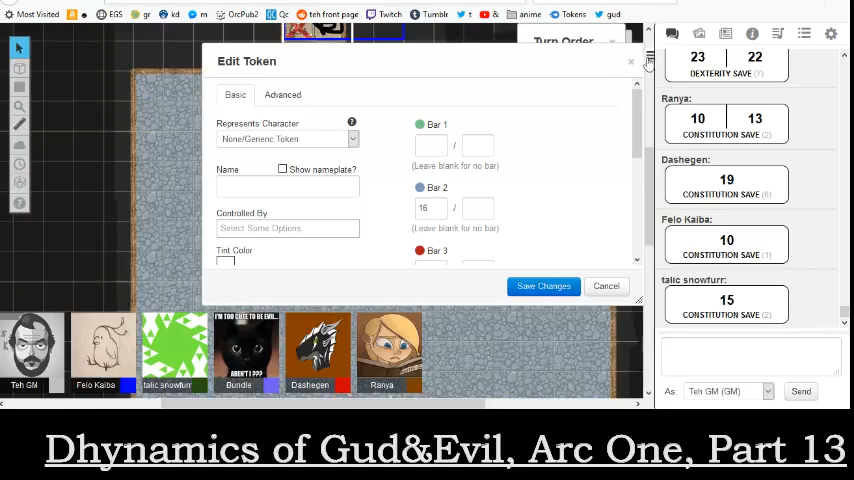 Most Visited a EGS gr kd m OrcPub2 Qc teh front page Twitch Tumblr t & anime Tokens gud
Turn Order
Edit Token
×
Basic Advanced
Represents Character ?
None/Generic Token
Name Show nameplate?
Controlled By
Select Some Options
Tint Color
Bar 1
/
(Leave blank for no bar)
Bar 2
16 /
(Leave blank for no bar)
Bar 3
Save Changes Cancel
23 22
DEXTERITY SAVE (7)
Ranya:
10 13
CONSTITUTION SAVE (2)
Dashegen:
19
CONSTITUTION SAVE (6)
Felo Kaiba:
10
CONSTITUTION SAVE (1)
talic snowfurr:
15
CONSTITUTION SAVE (2)
As: Teh GM (GM) Send
I'M TOO CUTE TO BE EVIL...
AREN'T I ???
Teh GM Felo Kaiba talic snowfurr Bundle Dashegen Ranya
Dhynamics of Gud&Evil, Arc One, Part 13